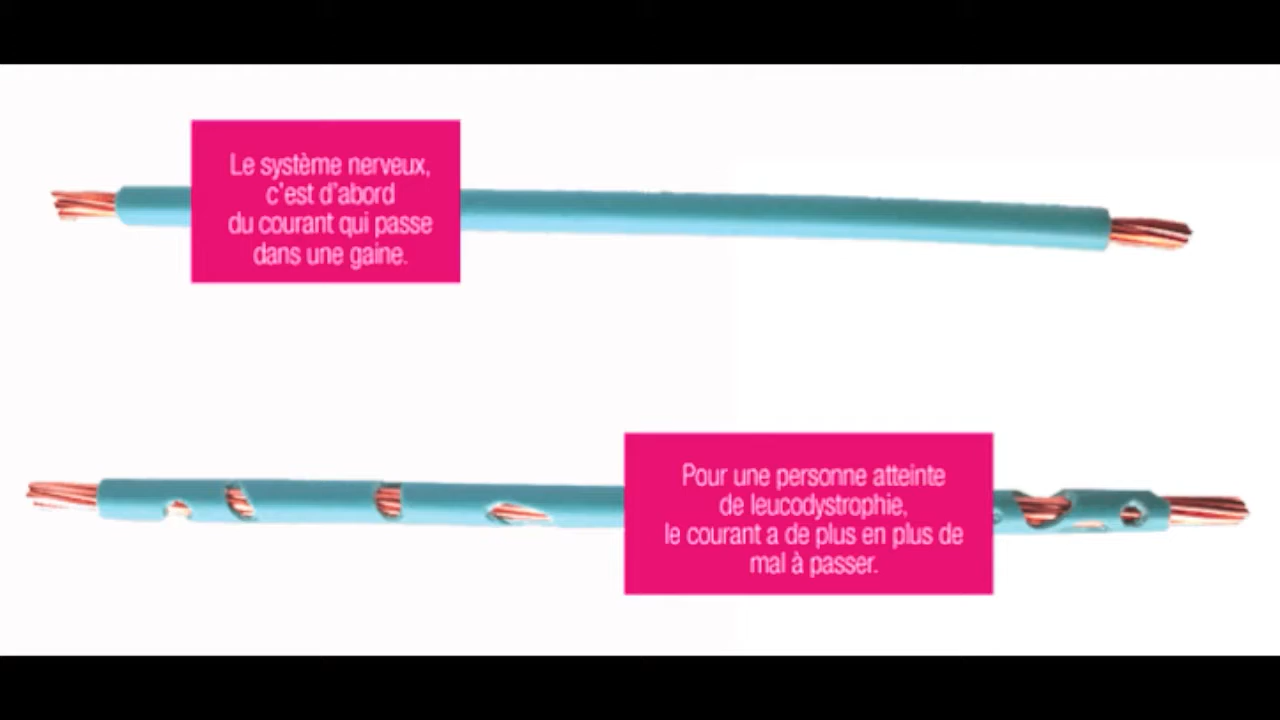 Le système nerveux,
c'est d'abord
du courant qui passe
dans une gaine.
Pour une personne atteinte
de leucodystrophie,
le courant a de plus en plus de
mal à passer.